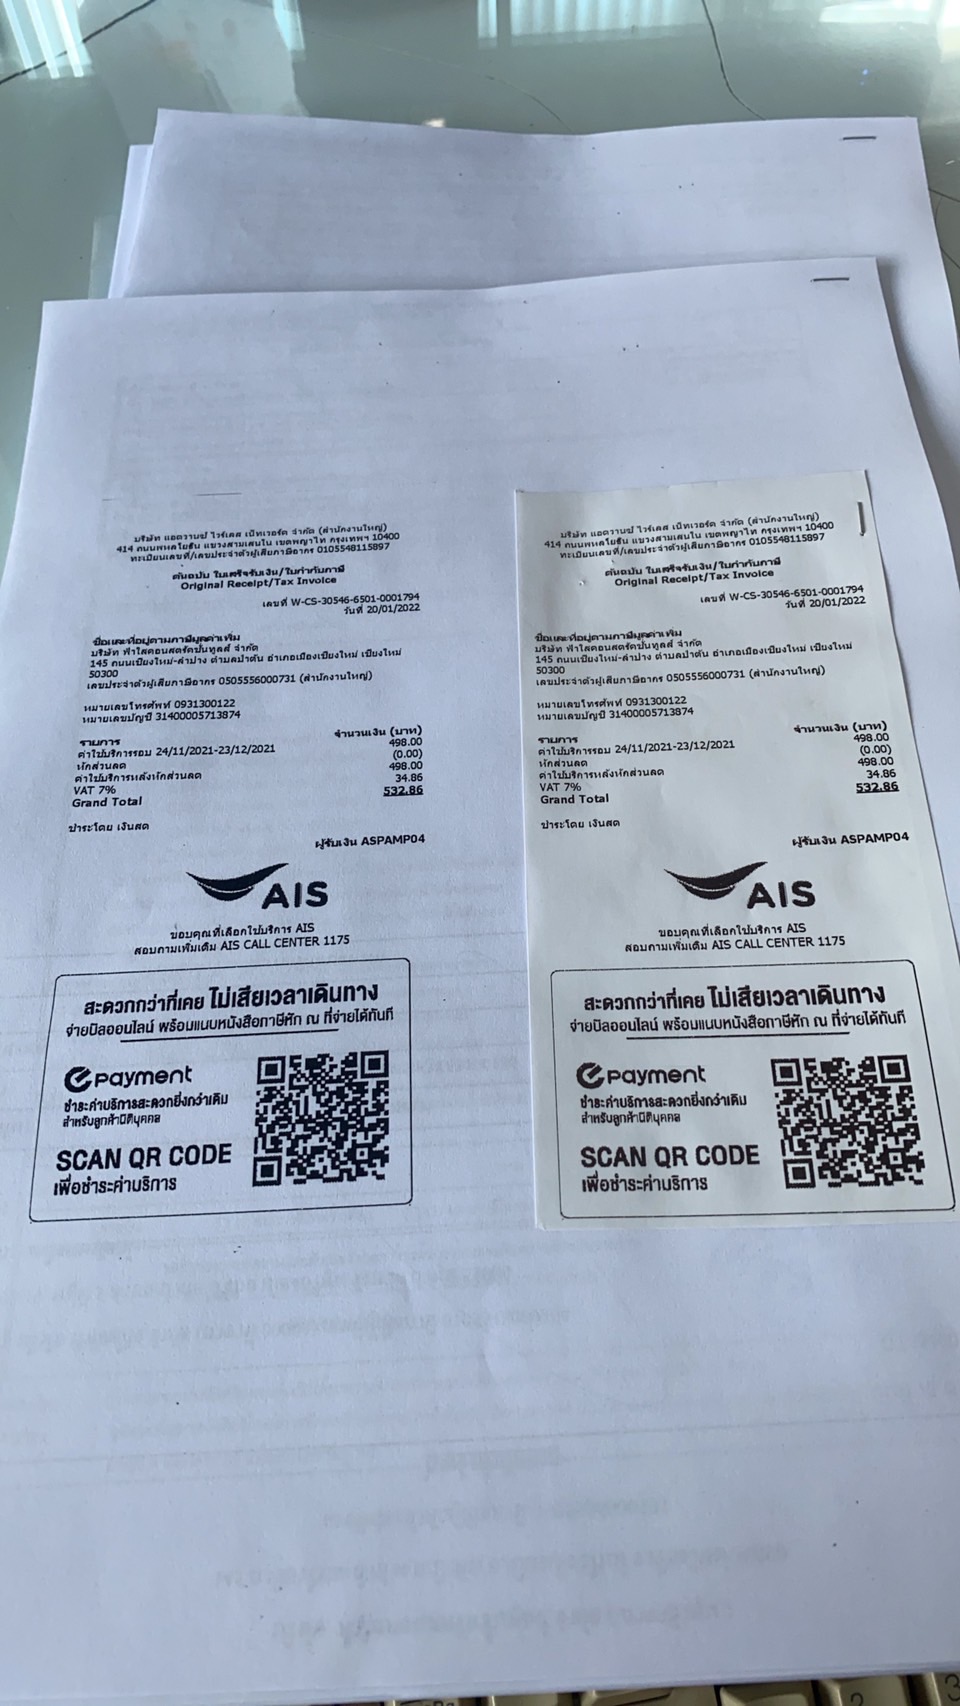 บริษัท แอดวานซ์ ไวร์เลส เน็ทเวอร์ค จำกัด (สำนักงานใหญ่)
414 ถนนพหลโยธิน แขวงสามเสนใน เขตพญาไท กรุงเทพฯ 10400
ทะเบียนเลขที่/เลขประจำตัวผู้เสียภาษีอากร 0105548115897
ต้นฉบับ ใบเสร็จรับเงิน/ใบกำกับภาษี
Original Receipt/Tax Invoice
เลขที่ W-CS-30546-6501-0001794
วันที่ 20/01/2022
ชื่อและที่อยู่ตามภาษีมูลค่าเพิ่ม
บริษัท ฟ้าใสคอนสตรัคชั่นทูลส์ จำกัด
145 ถนนเชียงใหม่-ลำปาง ตำบลป่าตัน อำเภอเมืองเชียงใหม่ เชียงใหม่
50300
เลขประจำตัวผู้เสียภาษีอากร 0505556000731 (สำนักงานใหญ่)
หมายเลขโทรศัพท์ 0931300122
หมายเลขบัญชี 31400005713874
รายการ จำนวนเงิน (บาท)
ค่าใช้บริการรอบ 24/11/2021-23/12/2021 498.00
หักส่วนลด (0.00)
ค่าใช้บริการหลังหักส่วนลด 498.00
VAT 7% 34.86
Grand Total 532.86
ชำระโดย เงินสด
ผู้รับเงิน ASPAMP04
AIS
ขอบคุณที่เลือกใช้บริการ AIS
สอบถามเพิ่มเติม AIS CALL CENTER 1175
สะดวกกว่าที่เคย ไม่เสียเวลาเดินทาง
จ่ายบิลออนไลน์ พร้อมแนบหนังสือภาษีหัก ณ ที่จ่ายได้ทันที
ePayment
ชำระค่าบริการสะดวกยิ่งกว่าเดิม
สำหรับลูกค้านิติบุคคล
SCAN QR CODE
เพื่อชำระค่าบริการ
บริษัท แอดวานซ์ ไวร์เลส เน็ทเวอร์ค จำกัด (สำนักงานใหญ่)
414 ถนนพหลโยธิน แขวงสามเสนใน เขตพญาไท กรุงเทพฯ 10400
ทะเบียนเลขที่/เลขประจำตัวผู้เสียภาษีอากร 0105548115897
ต้นฉบับ ใบเสร็จรับเงิน/ใบกำกับภาษี
Original Receipt/Tax Invoice
เลขที่ W-CS-30546-6501-0001794
วันที่ 20/01/2022
ชื่อและที่อยู่ตามภาษีมูลค่าเพิ่ม
บริษัท ฟ้าใสคอนสตรัคชั่นทูลส์ จำกัด
145 ถนนเชียงใหม่-ลำปาง ตำบลป่าตัน อำเภอเมืองเชียงใหม่ เชียงใหม่
50300
เลขประจำตัวผู้เสียภาษีอากร 0505556000731 (สำนักงานใหญ่)
หมายเลขโทรศัพท์ 0931300122
หมายเลขบัญชี 31400005713874
รายการ จำนวนเงิน (บาท)
ค่าใช้บริการรอบ 24/11/2021-23/12/2021 498.00
หักส่วนลด (0.00)
ค่าใช้บริการหลังหักส่วนลด 498.00
VAT 7% 34.86
Grand Total 532.86
ชำระโดย เงินสด
ผู้รับเงิน ASPAMP04
AIS
ขอบคุณที่เลือกใช้บริการ AIS
สอบถามเพิ่มเติม AIS CALL CENTER 1175
สะดวกกว่าที่เคย ไม่เสียเวลาเดินทาง
จ่ายบิลออนไลน์ พร้อมแนบหนังสือภาษีหัก ณ ที่จ่ายได้ทันที
ePayment
ชำระค่าบริการสะดวกยิ่งกว่าเดิม
สำหรับลูกค้านิติบุคคล
SCAN QR CODE
เพื่อชำระค่าบริการ
2
3